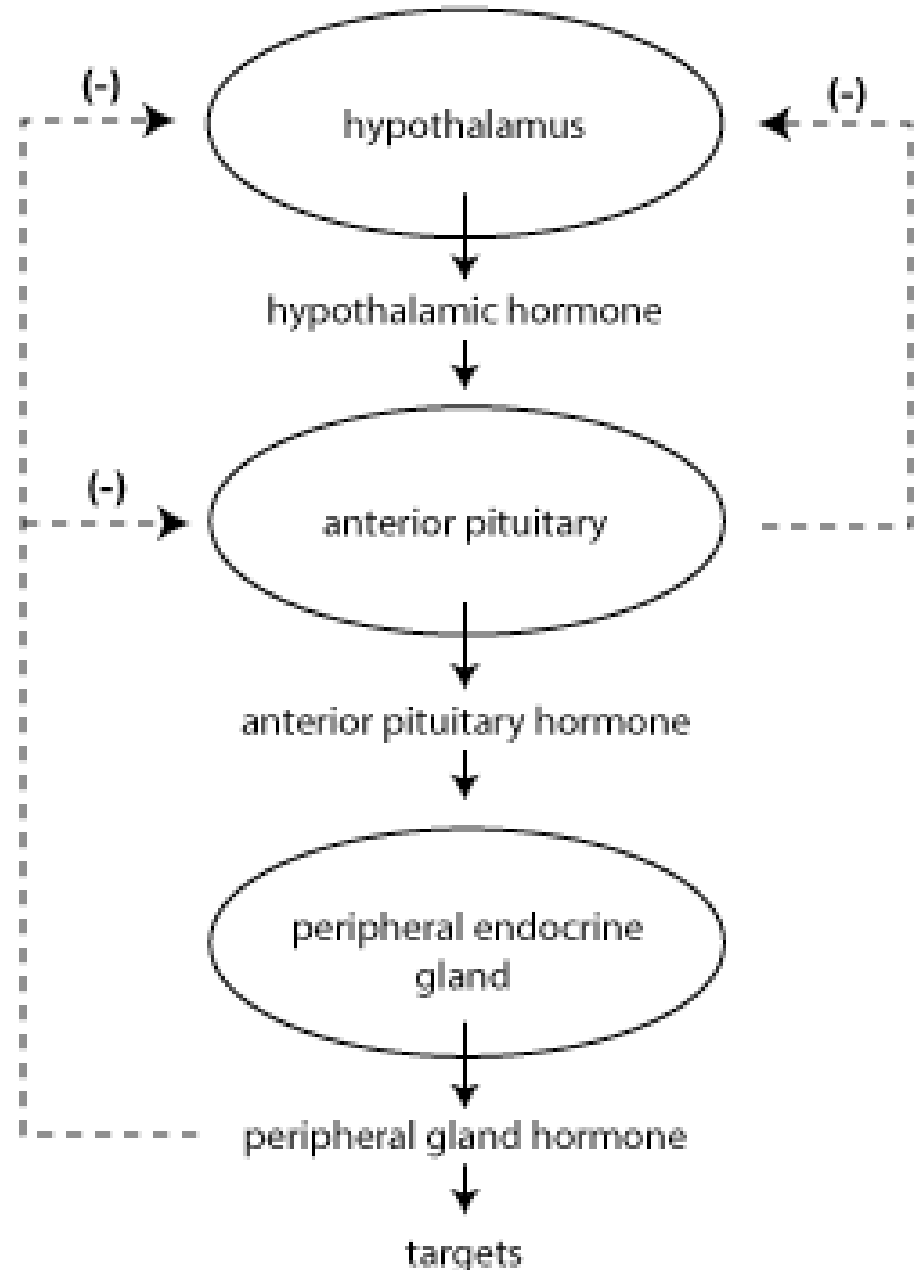 (-)
(-)
hypothalamus
hypothalamic hormone
(-)
anterior pituitary
anterior pituitary hormone
peripheral endocrine
gland
peripheral gland hormone
targets